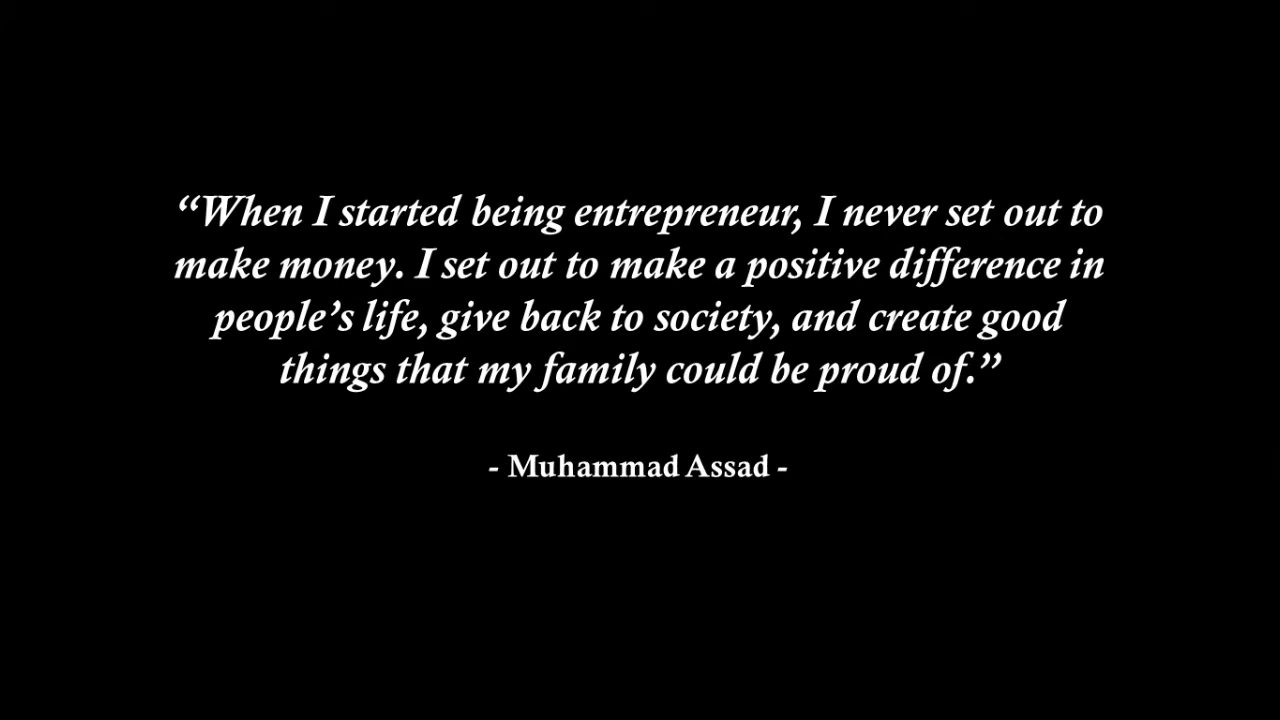 “When I started being entrepreneur, I never set out to
make money. I set out to make a positive difference in
people’s life, give back to society, and create good
things that my family could be proud of.”
- Muhammad Assad -